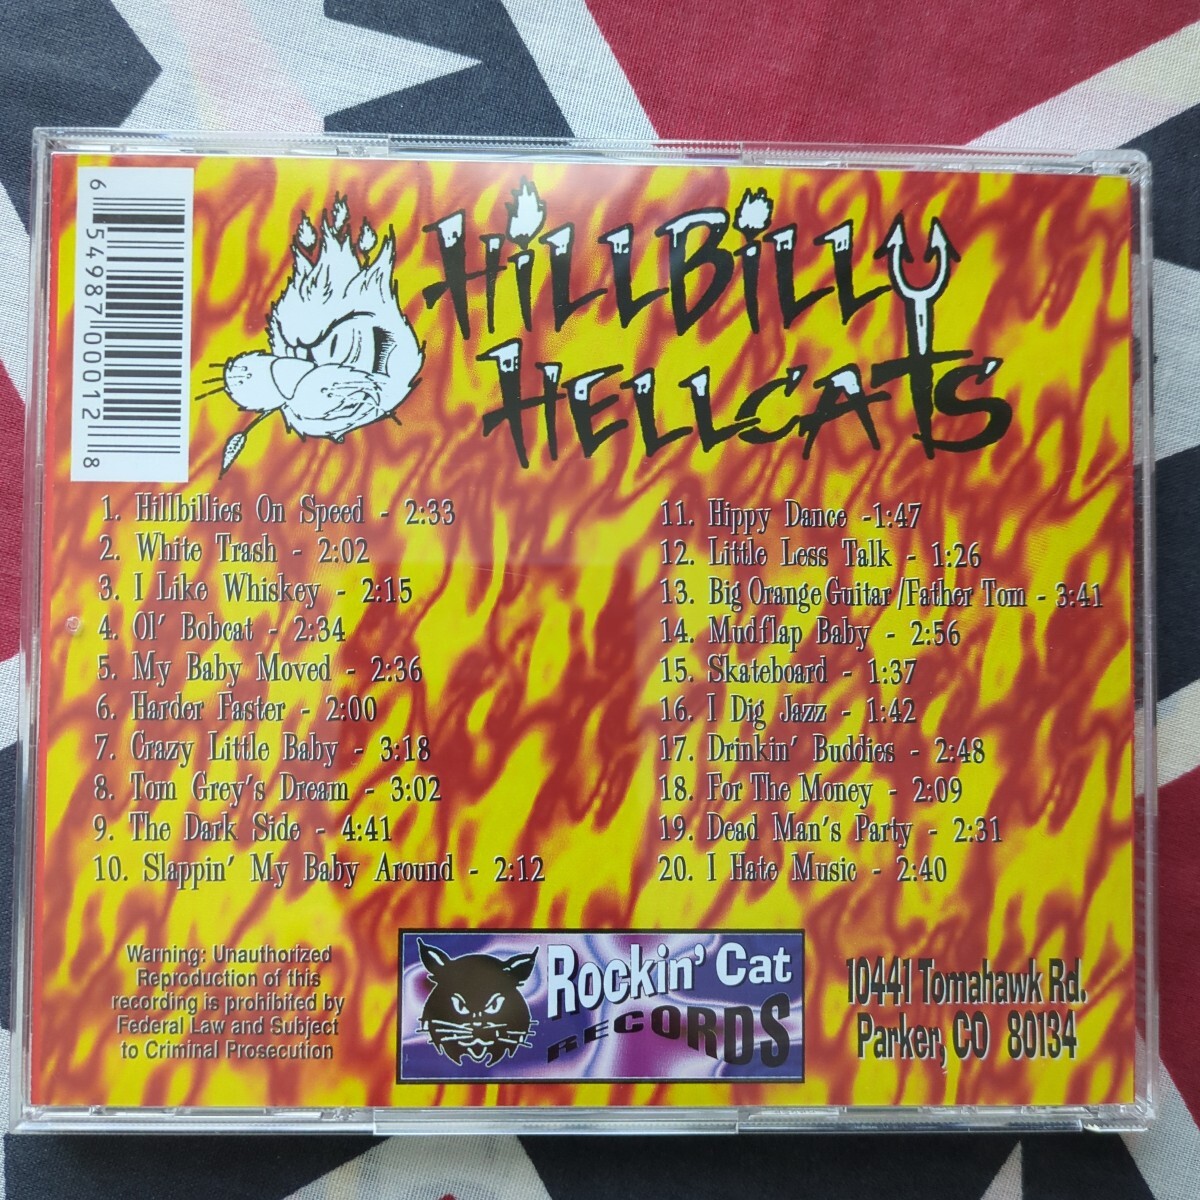 6 54987 00012 8
HiLLBiLLY
HELLCATS
1. Hillbillies On Speed - 2:33
2. White Trash - 2:02
3. I Like Whiskey - 2:15
4. Ol' Bobcat - 2:34
5. My Baby Moved - 2:36
6. Harder Faster - 2:00
7. Crazy Little Baby - 3:18
8. Tom Grey's Dream - 3:02
9. The Dark Side - 4:41
10. Slappin' My Baby Around - 2:12
11. Hippy Dance -1:47
12. Little Less Talk - 1:26
13. Big Orange Guitar/Father Tom - 3:41
14. Mudflap Baby - 2:56
15. Skateboard - 1:37
16. I Dig Jazz - 1:42
17. Drinkin' Buddies - 2:48
18. For The Money - 2:09
19. Dead Man's Party - 2:31
20. I Hate Music - 2:40
Warning: Unauthorized
Reproduction of this
recording is prohibited by
Federal Law and Subject
to Criminal Prosecution
Rockin' Cat
RECORDS
10441 Tomahawk Rd.
Parker, CO 80134